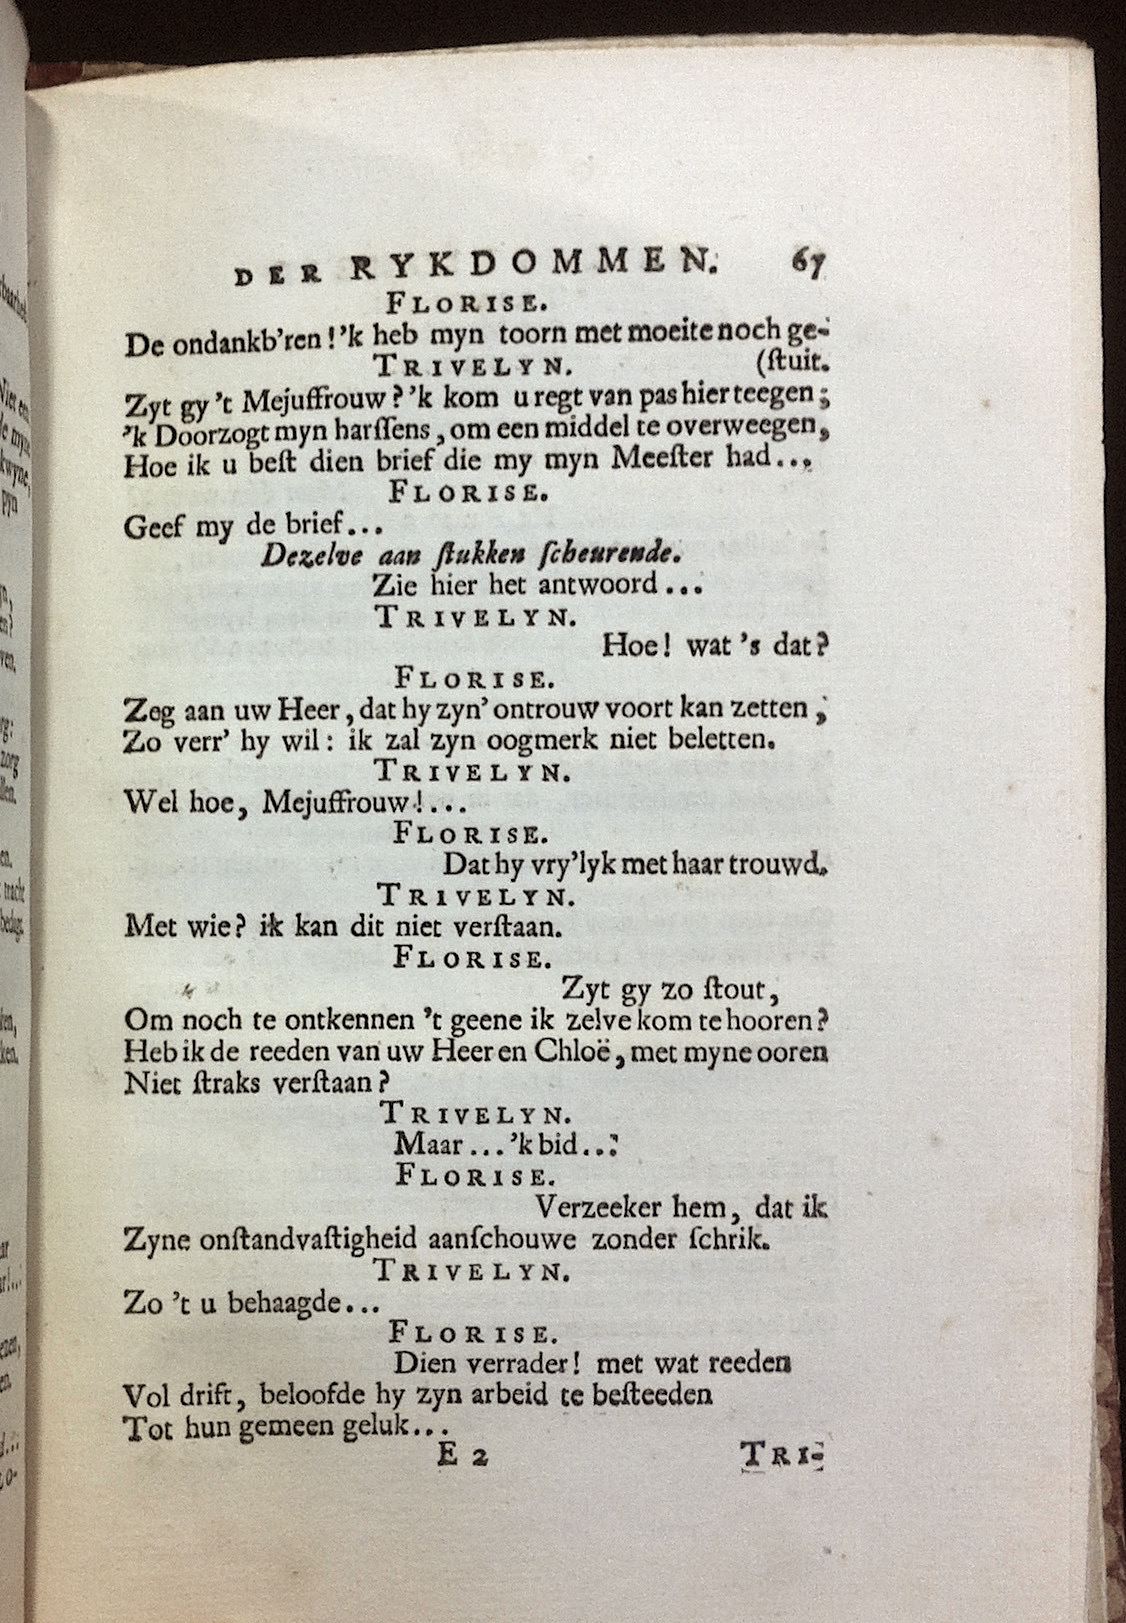 DER RYKDOMMEN. 67
FLORISE.
De ondankb'ren!'k heb myn toorn met moeite noch ge-
TRIVELYN. (ſtuit.
Zyt gy 't Mejuffrouw? 'k kom u regt van pas hier teegen;
'k Doorzogt myn harſſens, om een middel te overweegen,
Hoe ik u beſt dien brief die my myn Meeſter had...
FLORISE.
Geef my de brief...
Dezelve aan ſtukken ſcheurende.
Zie hier het antwoord...
TRIVELYN.
Hoe! wat 's dat?
FLORISE.
Zeg aan uw Heer, dat hy zyn' ontrouw voort kan zetten,
Zo verr' hy wil: ik zal zyn oogmerk niet beletten.
TRIVELYN.
Wel hoe, Mejuffrouw!...
FLORISE.
Dat hy vry'lyk met haar trouwd.
TRIVELYN.
Met wie? ik kan dit niet verſtaan.
FLORISE.
Zyt gy zo ſtout,
Om noch te ontkennen 't geene ik zelve kom te hooren?
Heb ik de reeden van uw Heer en Chloë, met myne ooren
Niet ſtraks verſtaan?
TRIVELYN.
Maar... 'k bid...
FLORISE.
Verzeeker hem, dat ik
Zyne onſtandvaſtigheid aanſchouwe zonder ſchrik.
TRIVELYN.
Zo 't u behaagde...
FLORISE.
Dien verrader! met wat reeden
Vol drift, beloofde hy zyn arbeid te beſteeden
Tot hun gemeen geluk...
E 2 TRI-